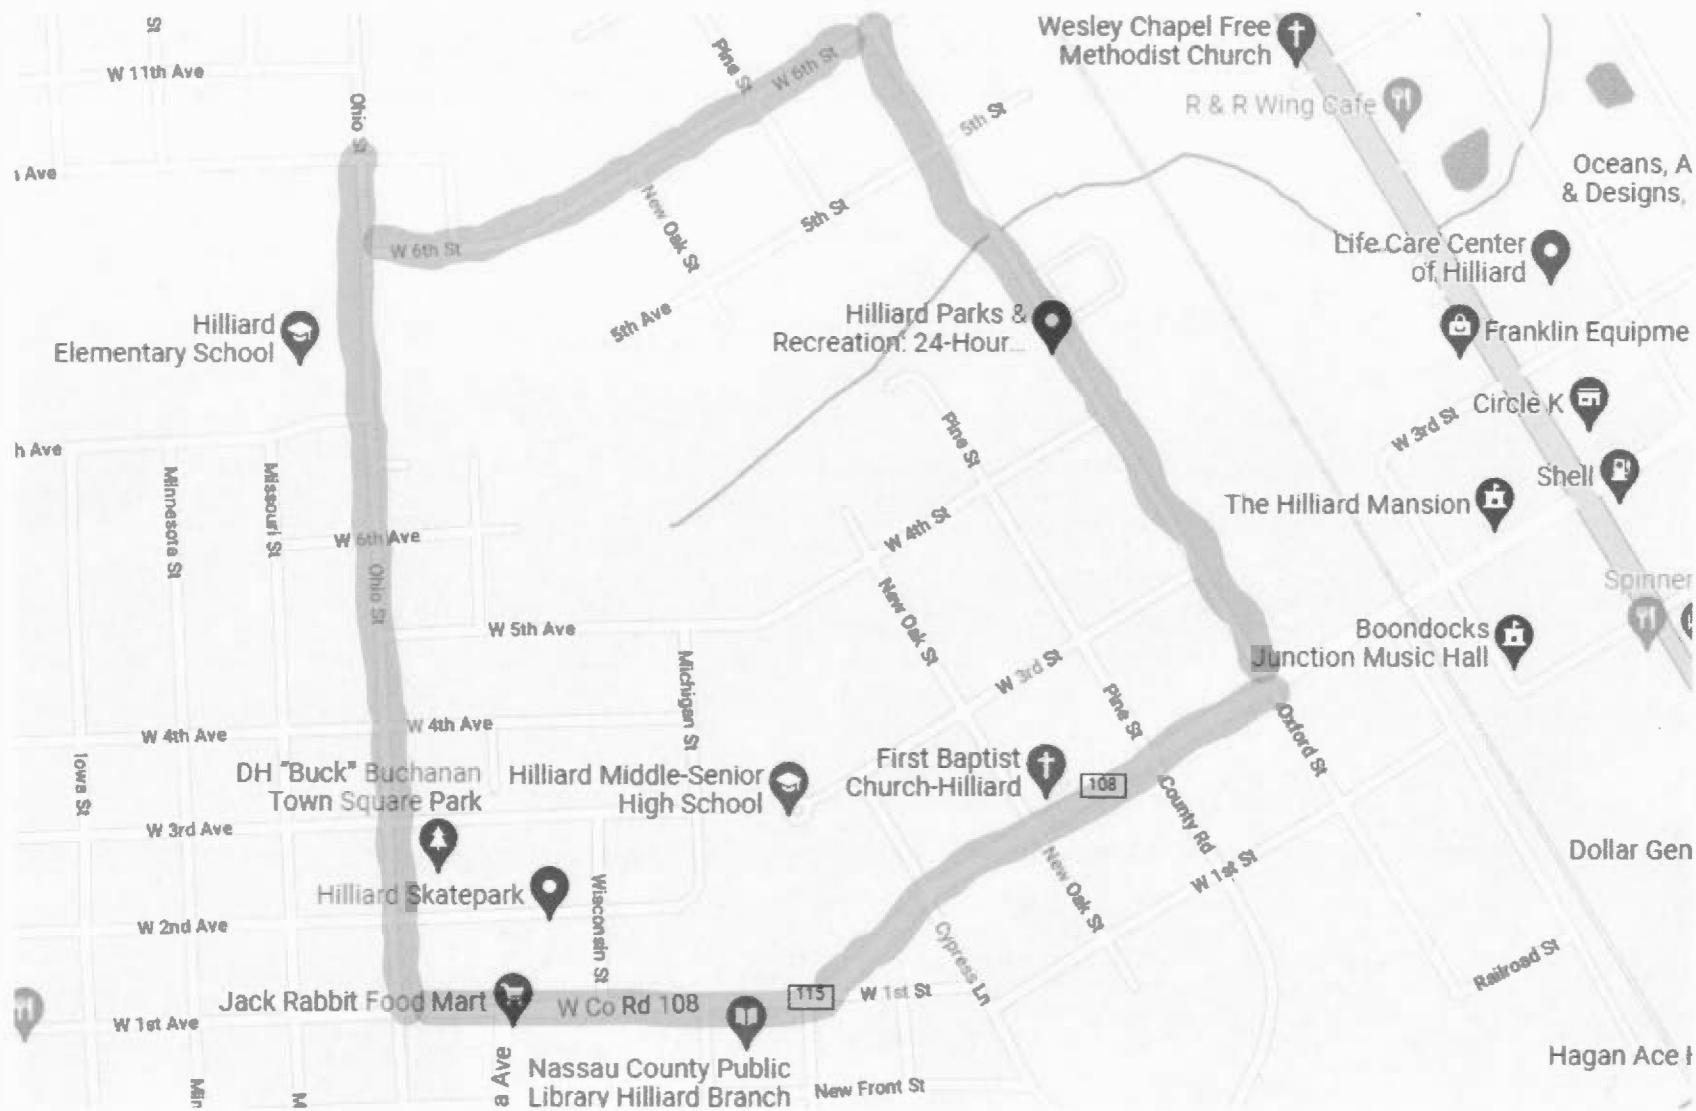 St
W 11th Ave
Ohio St
Pine St
W 6th St
5th St
Wesley Chapel Free
Methodist Church
R & R Wing Cafe
Ave
W 6th St
New Oak St
5th St
Oceans, A
& Designs,
Life Care Center
of Hilliard
Hilliard
Elementary School
5th Ave
Hilliard Parks &
Recreation: 24-Hour...
Franklin Equipme
Circle K
W 3rd St
h Ave
Minnesota St
Missouri St
Pine St
Shell
The Hilliard Mansion
W 6th Ave
Ohio St
W 4th St
New Oak St
Spinner
W 5th Ave
Michigan St
W 3rd St
Pine St
Boondocks
Junction Music Hall
W 4th Ave
W 4th Ave
Oxford St
Iowa St
DH "Buck" Buchanan
Town Square Park
Hilliard Middle-Senior
High School
First Baptist
Church-Hilliard
108
County Rd
W 3rd Ave
Hilliard Skatepark
Wisconsin St
New Oak St
W 1st St
Dollar Gen
W 2nd Ave
Cypress Ln
Railroad St
Jack Rabbit Food Mart
W Co Rd 108
115
W 1st St
W 1st Ave
Nassau County Public
Library Hilliard Branch
New Front St
Hagan Ace H
Min
M
a Ave